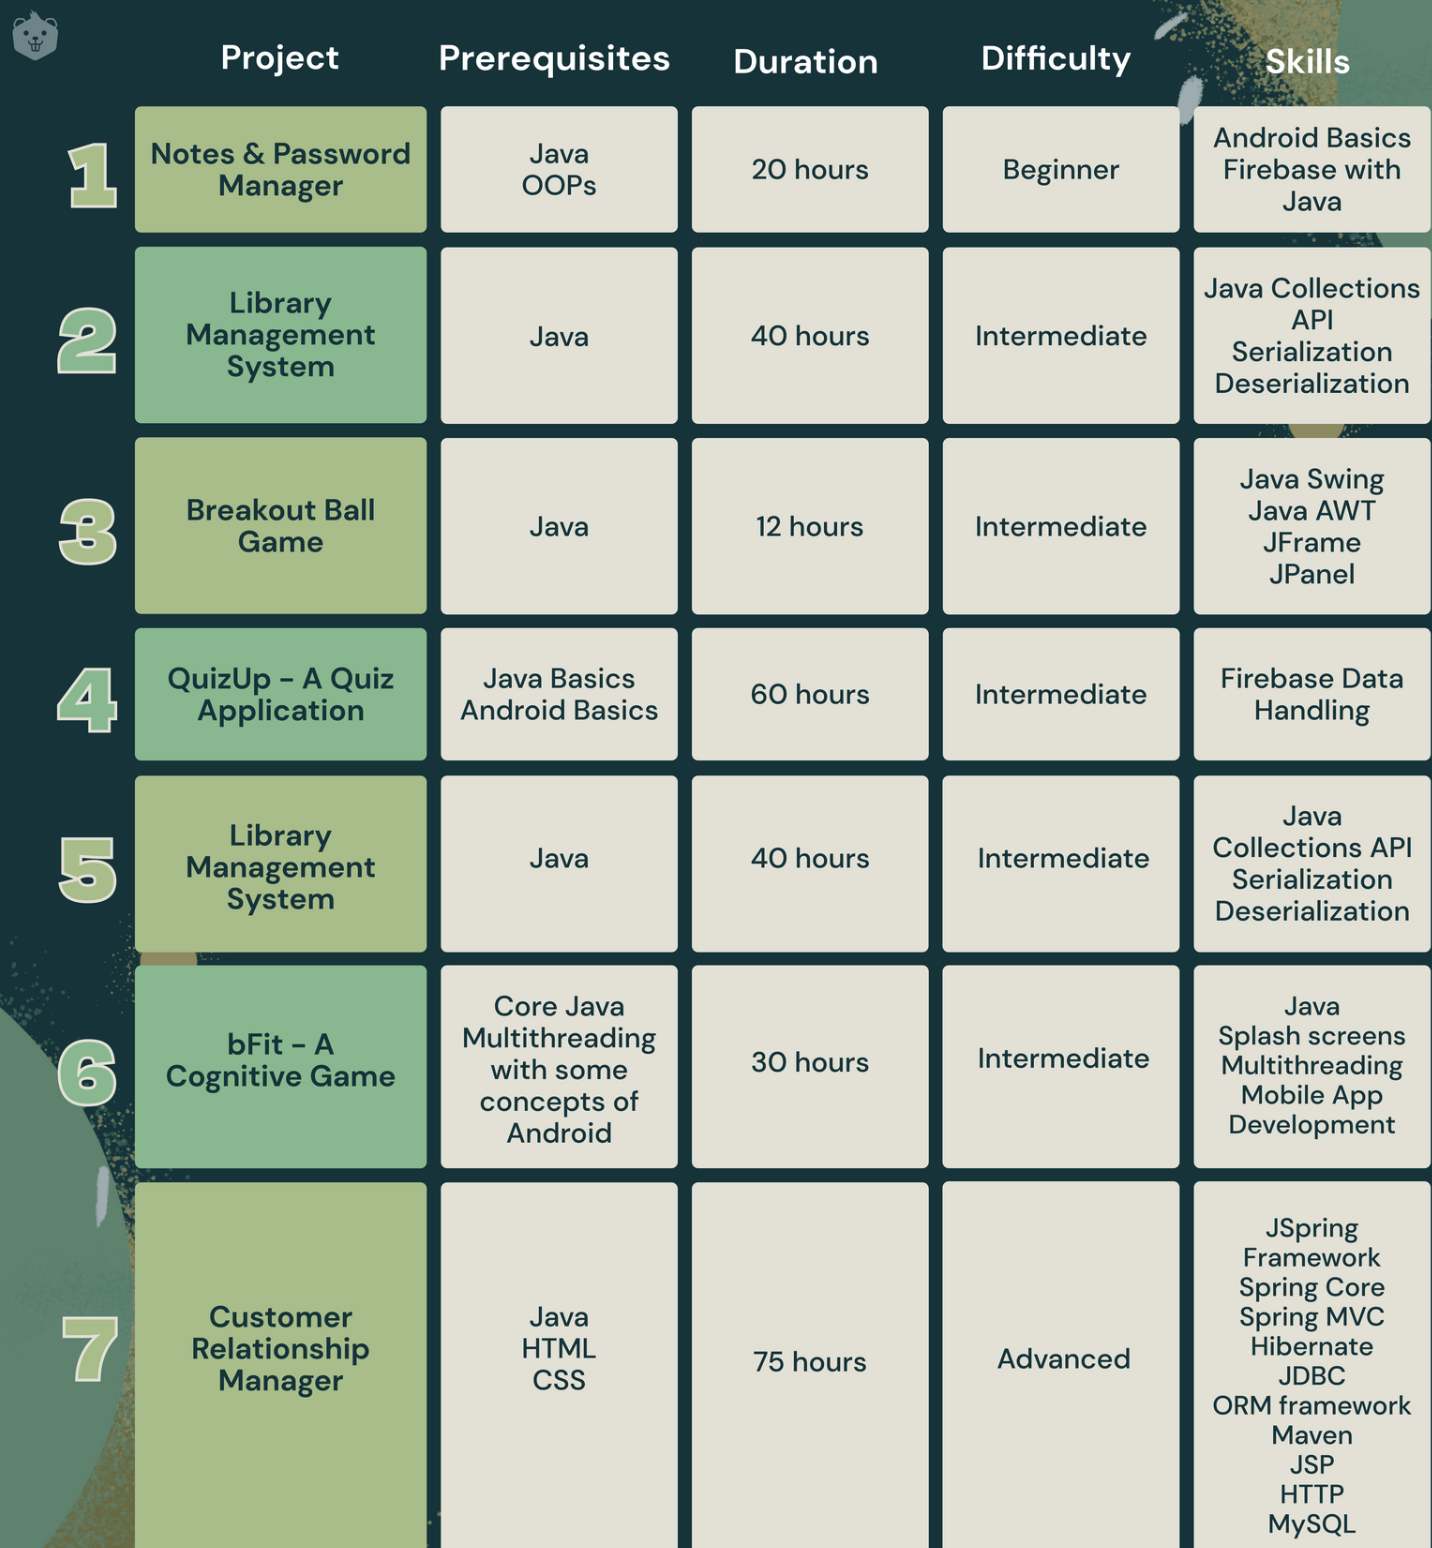 Project
Prerequisites
Duration
Difficulty
Skills
1
Notes & Password
Manager
Java
OOPs
20 hours
Beginner
Android Basics
Firebase with
Java
2
Library
Management
System
Java
40 hours
Intermediate
Java Collections
API
Serialization
Deserialization
3
Breakout Ball
Game
Java
12 hours
Intermediate
Java Swing
Java AWT
JFrame
JPanel
4
QuizUp - A Quiz
Application
Java Basics
Android Basics
60 hours
Intermediate
Firebase Data
Handling
5
Library
Management
System
Java
40 hours
Intermediate
Java
Collections API
Serialization
Deserialization
6
bFit - A
Cognitive Game
Core Java
Multithreading
with some
concepts of
Android
30 hours
Intermediate
Java
Splash screens
Multithreading
Mobile App
Development
7
Customer
Relationship
Manager
Java
HTML
CSS
75 hours
Advanced
JSpring
Framework
Spring Core
Spring MVC
Hibernate
JDBC
ORM framework
Maven
JSP
HTTP
MySQL